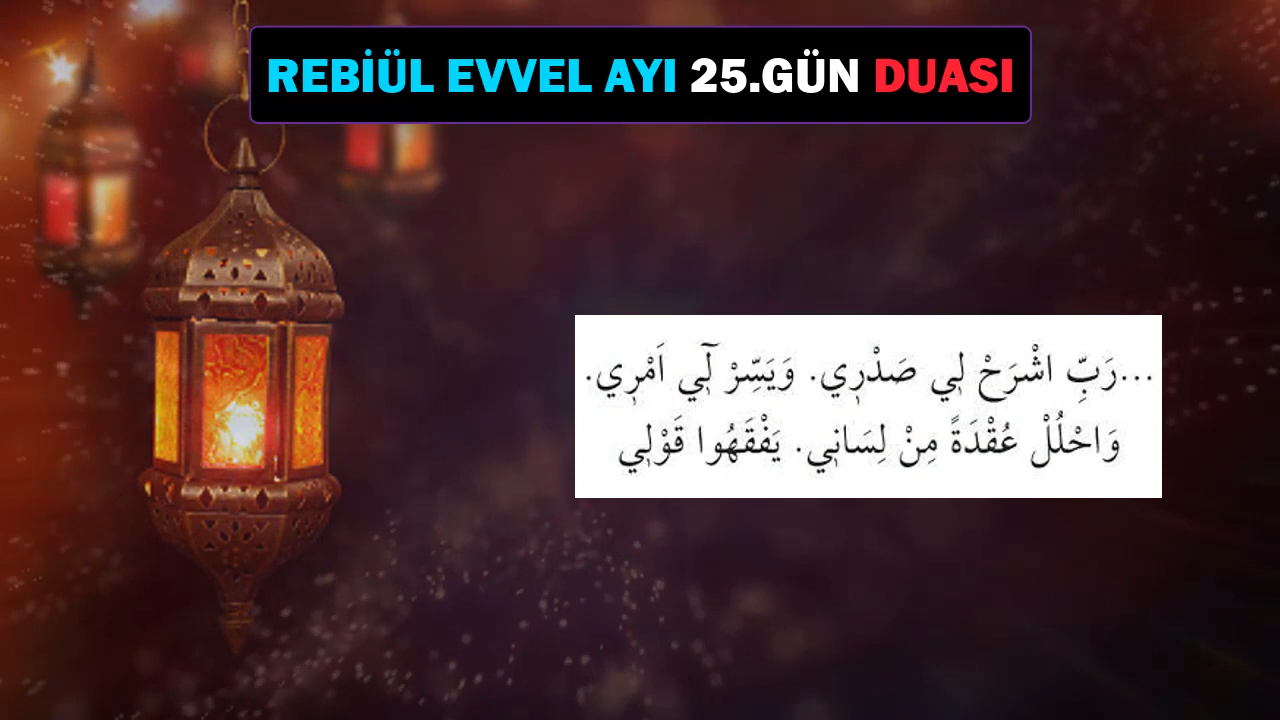 REBİÜL EVVEL AYI 25.GÜN DUASI
...رَبِّ اشْرَحْ لٖي صَدْرٖي. وَيَسِّرْ لٖٓي اَمْرٖي.
وَاحْلُلْ عُقْدَةً مِنْ لِسَانٖي. يَفْقَهُوا قَوْلٖي